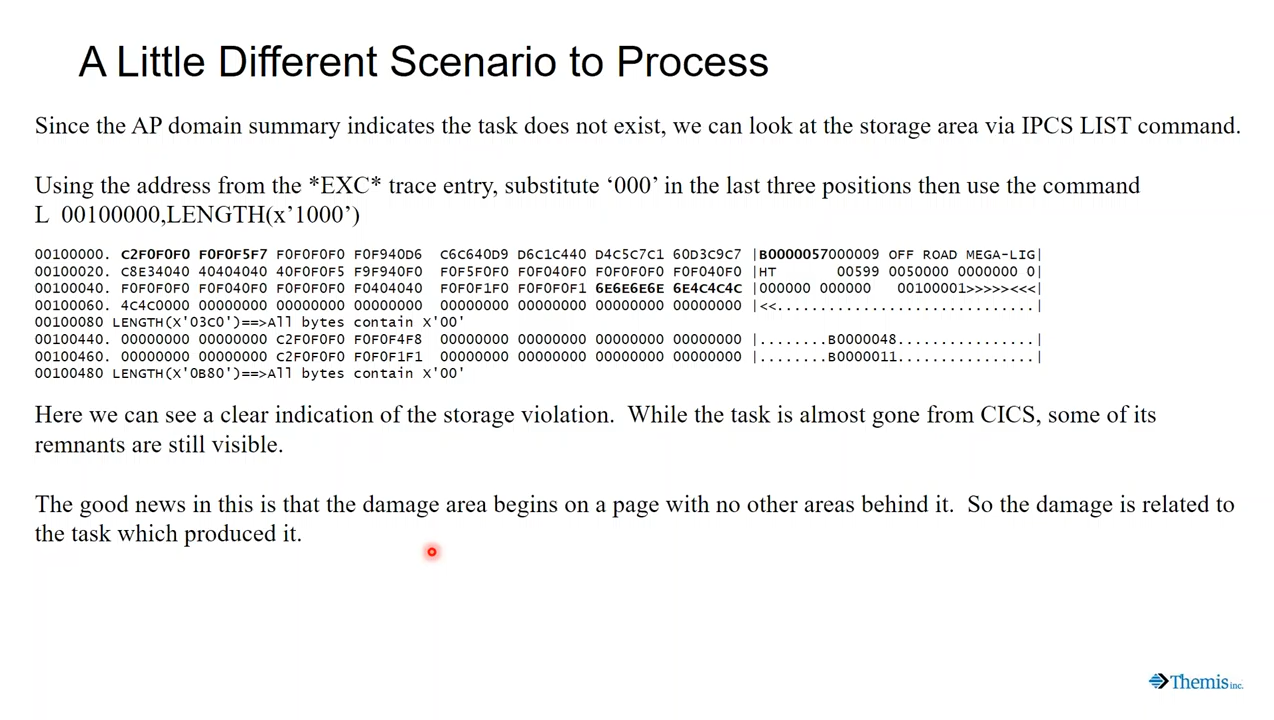 A Little Different Scenario to Process
Since the AP domain summary indicates the task does not exist, we can look at the storage area via IPCS LIST command.
Using the address from the *EXC* trace entry, substitute ‘000’ in the last three positions then use the command
L  00100000,LENGTH(x’1000’)
00100000. C2F0F0F0 F0F0F5F7 F0F0F0F0 F0F940D6  C6C640D9 D6C1C440 D4C5C7C1 60D3C9C7 |B0000057000009 OFF ROAD MEGA-LIG|
00100020. C8E34040 40404040 40F0F0F5 F9F940F0  F0F5F0F0 F0F040F0 F0F0F0F0 F0F040F0 |HT      00599 0050000 0000000 0|
00100040. F0F0F0F0 F0F040F0 F0F0F0F0 F0404040  F0F0F1F0 F0F0F0F1 6E6E6E6E 6E4C4C4C |000000 000000   00100001>>>>><<<|
00100060. 4C4C0000 00000000 00000000 00000000  00000000 00000000 00000000 00000000 |<<..............................|
00100080 LENGTH(X'03C0')==>All bytes contain X'00'
00100440. 00000000 00000000 C2F0F0F0 F0F0F4F8  00000000 00000000 00000000 00000000 |........B0000048................|
00100460. 00000000 00000000 C2F0F0F0 F0F0F1F1  00000000 00000000 00000000 00000000 |........B0000011................|
00100480 LENGTH(X'0B80')==>All bytes contain X'00'
Here we can see a clear indication of the storage violation.  While the task is almost gone from CICS, some of its
remnants are still visible.
The good news in this is that the damage area begins on a page with no other areas behind it.  So the damage is related to
the task which produced it.
Themis inc.